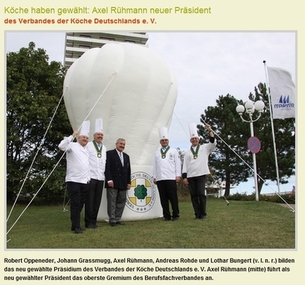 Köche haben gewählt: Axel Rühmann neuer Präsident
des Verbandes der Köche Deutschlands e. V.
Robert Oppeneder, Johann Grassmugg, Axel Rühmann, Andreas Rohde und Lothar Bungert (v. l. n. r.) bilden
das neu gewählte Präsidium des Verbandes der Köche Deutschlands e. V. Axel Rühmann (mitte) führt als
neu gewählter Präsident das oberste Gremium des Berufsfachverbandes an.